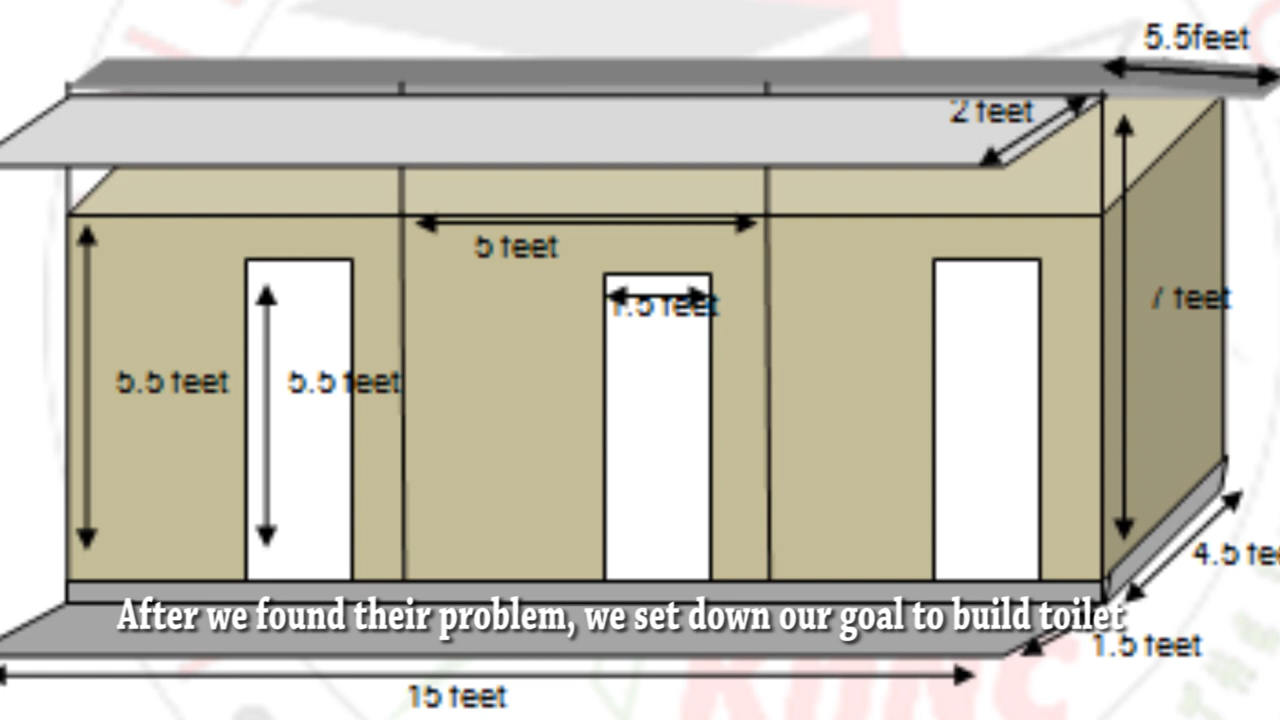 5.5feet
2 feet
5 feet
1.5 feet
7 feet
5.5 feet
5.5 feet
4.5
After we found their problem, we set down our goal to build toilet
1.5 feet
15 feet
KDNC